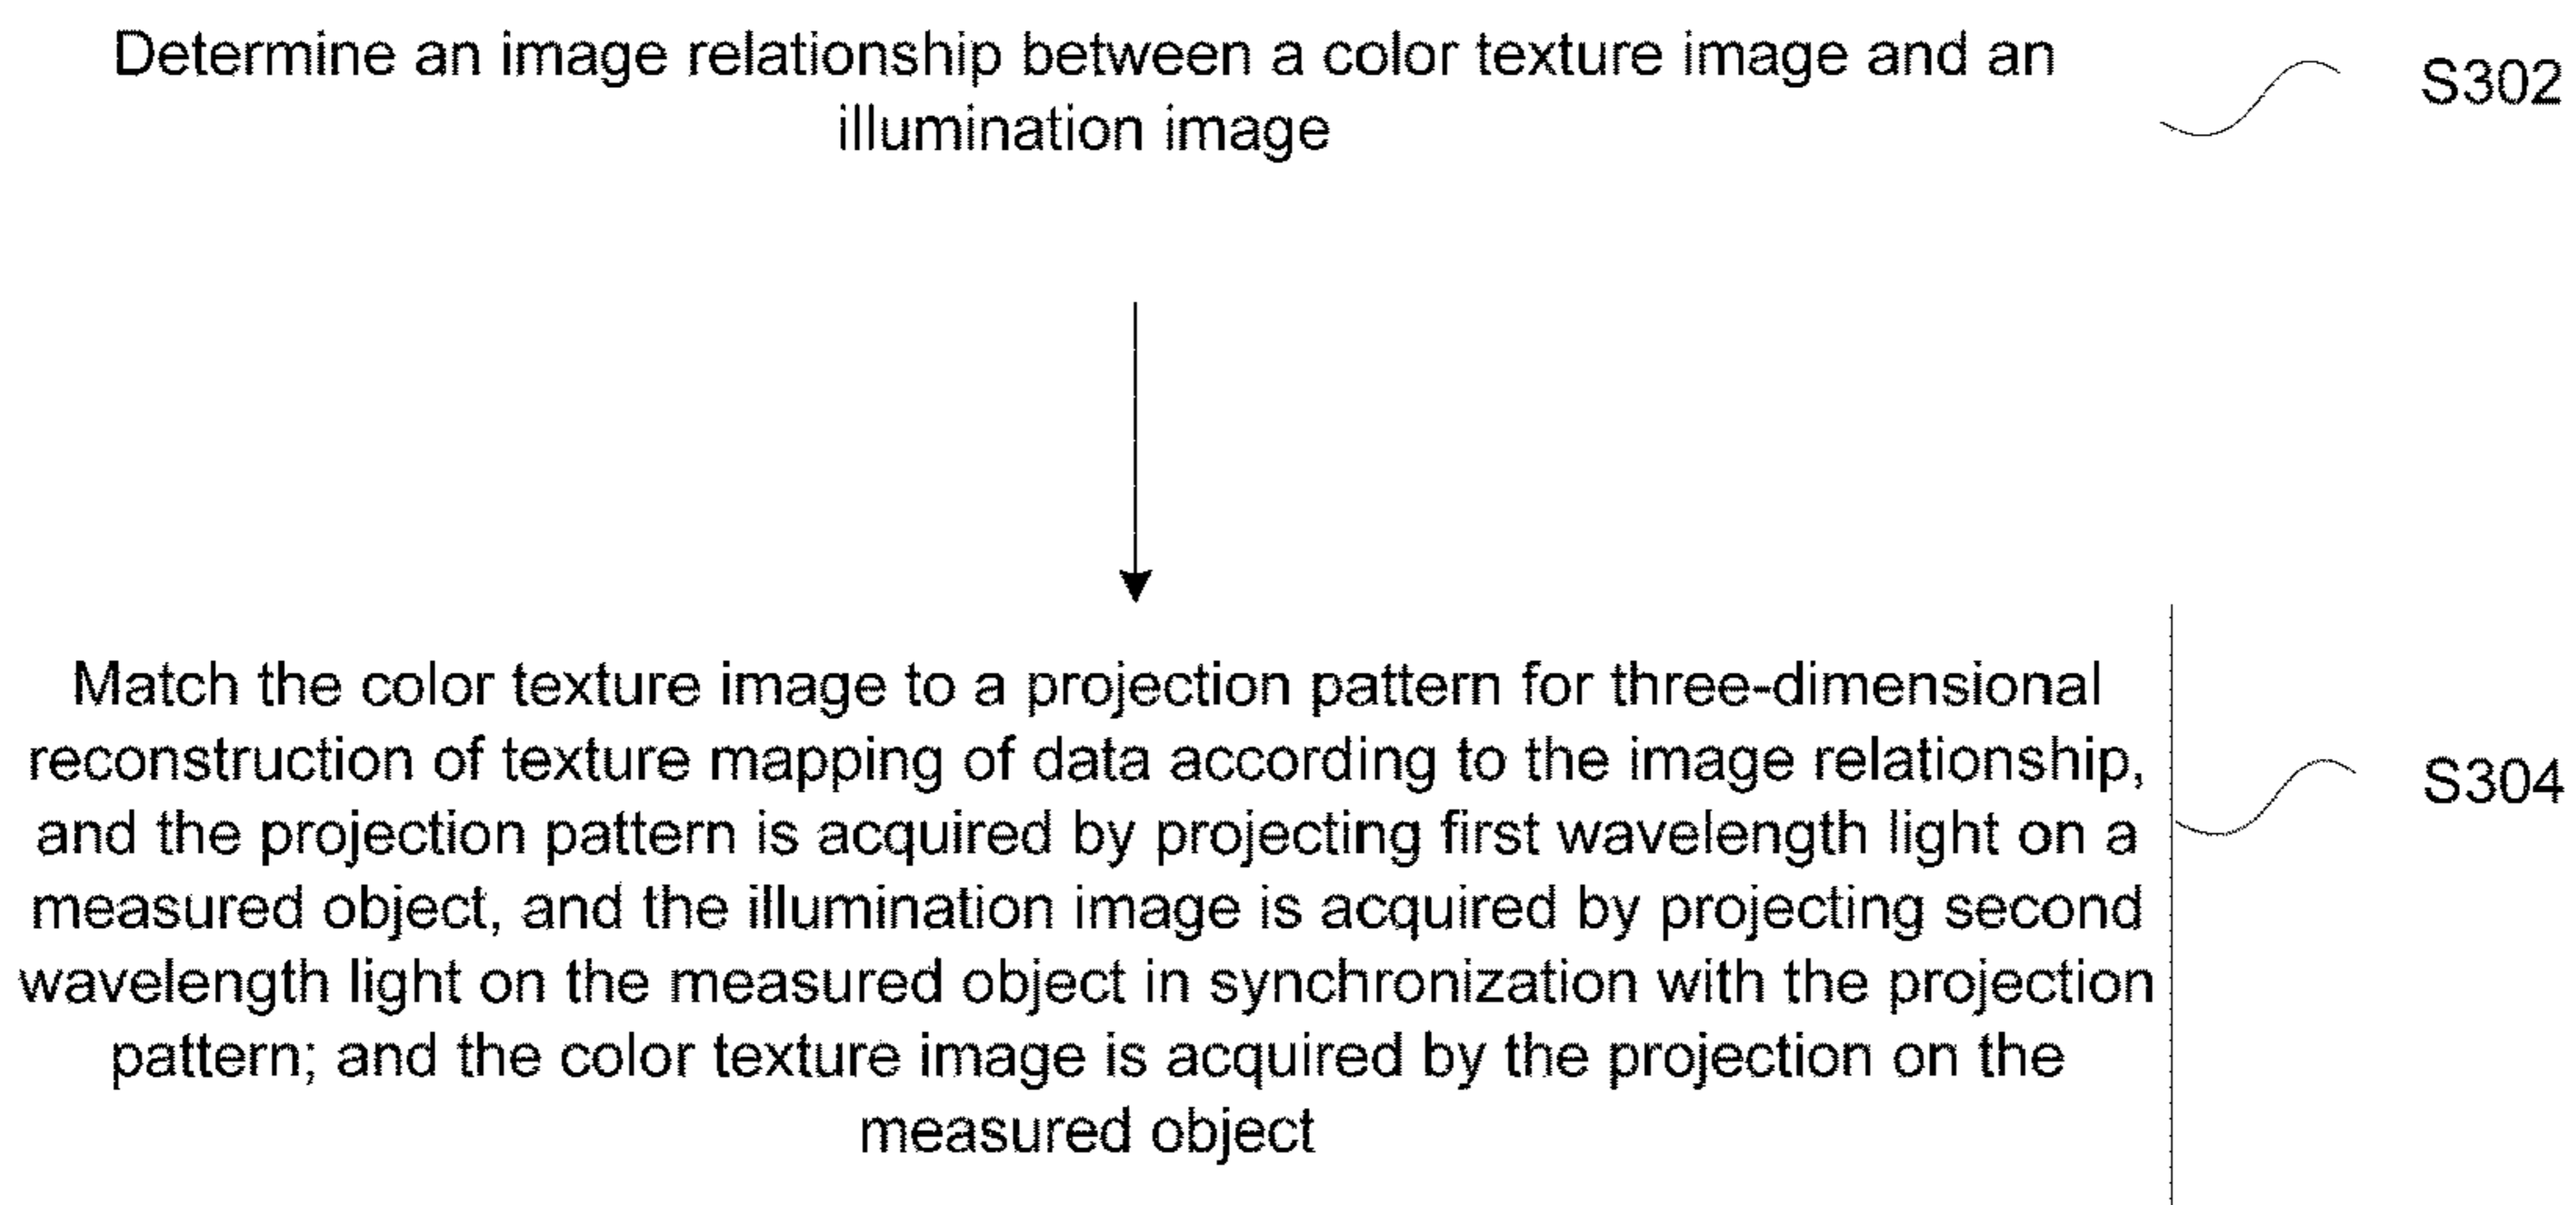 Determine an image relationship between a color texture image and an
illumination image
S302
Match the color texture image to a projection pattern for three-dimensional
reconstruction of texture mapping of data according to the image relationship,
and the projection pattern is acquired by projecting first wavelength light on a
measured object, and the illumination image is acquired by projecting second
wavelength light on the measured object in synchronization with the projection
pattern; and the color texture image is acquired by the projection on the
measured object
S304